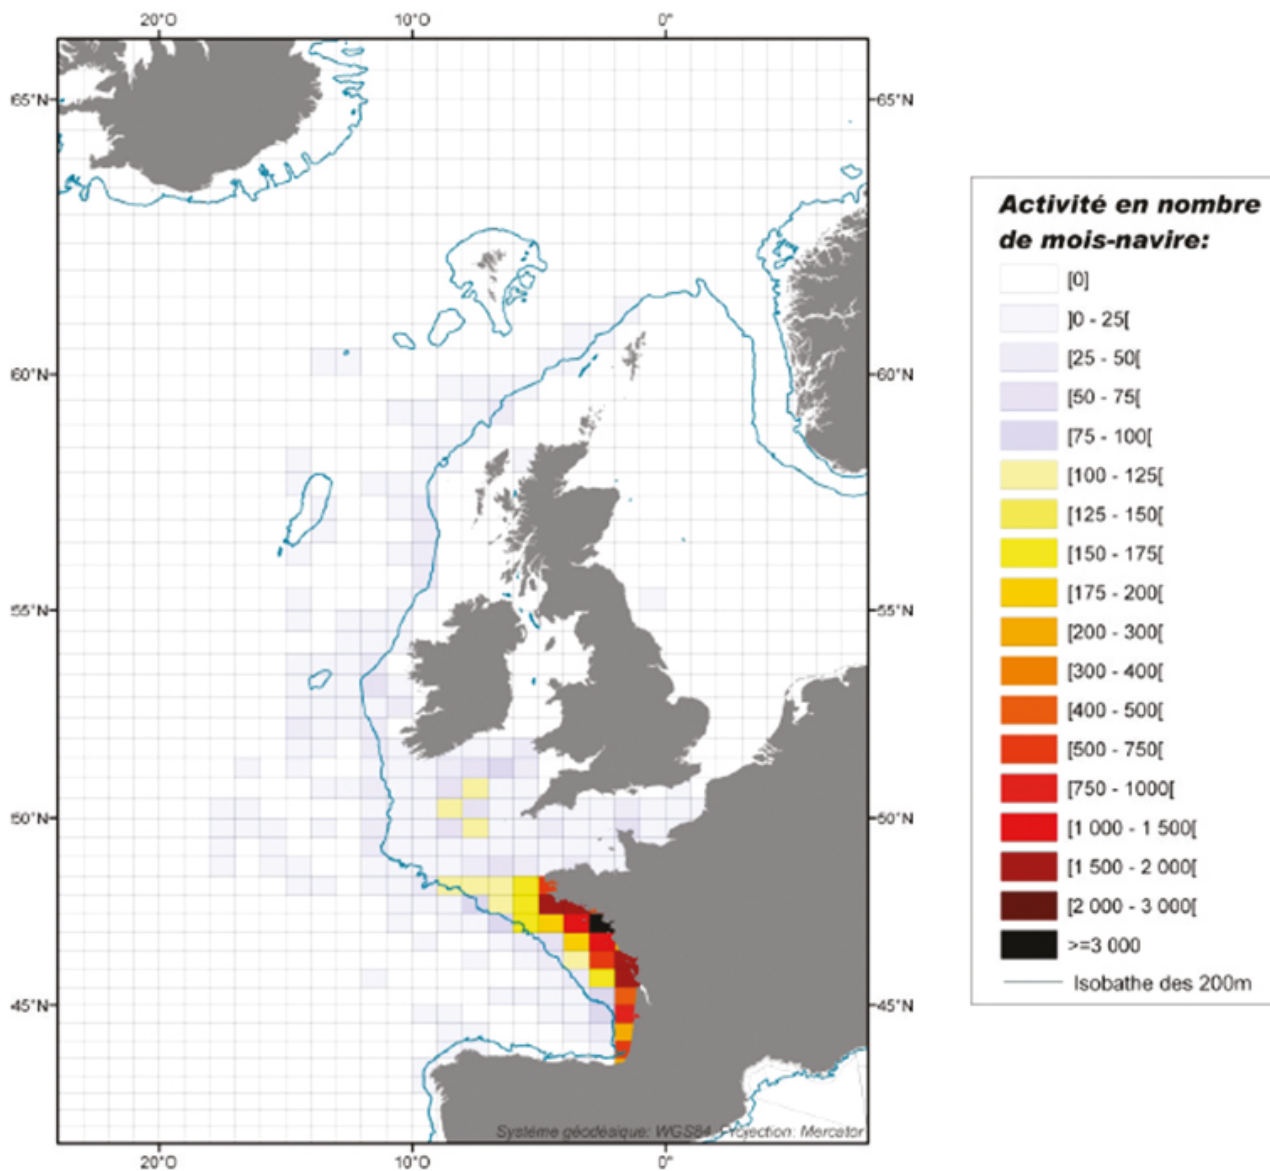 20°O 10°O 0°
65°N 65°N
60°N 60°N
55°N 55°N
50°N 50°N
45°N 45°N
Système géodésique: WGS84 Projection: Mercator
20°O 10°O 0°
Activité en nombre
de mois-navire:
[0]
]0 - 25[
[25 - 50[
[50 - 75[
[75 - 100[
[100 - 125[
[125 - 150[
[150 - 175[
[175 - 200[
[200 - 300[
[300 - 400[
[400 - 500[
[500 - 750[
[750 - 1000[
[1 000 - 1 500[
[1 500 - 2 000[
[2 000 - 3 000[
>=3 000
Isobathe des 200m